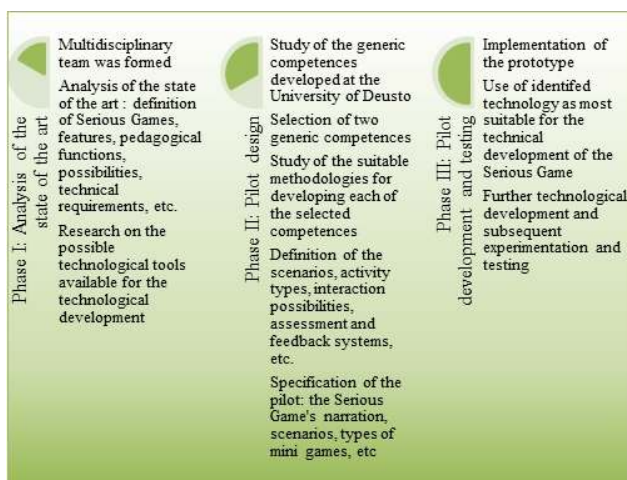 Phase I: Analysis of the
state of the art
Multidisciplinary
team was formed
Analysis of the state
of the art : definition
of Serious Games,
features, pedagogical
functions,
possibilities,
technical
requirements, etc.
Research on the
possible
technological tools
available for the
technological
development
Phase II: Pilot design
Study of the generic
competences
developed at the
University of Deusto
Selection of two
generic competences
Study of the suitable
methodologies for
developing each of
the selected
competences
Definition of the
scenarios, activity
types, interaction
possibilities,
assessment and
feedback systems,
etc.
Specification of the
pilot: the Serious
Game's narration,
scenarios, types of
mini games, etc
Phase III: Pilot
development and testing
Implementation of
the prototype
Use of identifed
technology as most
suitable for the
technical
development of the
Serious Game
Further technological
development and
subsequent
experimentation and
testing